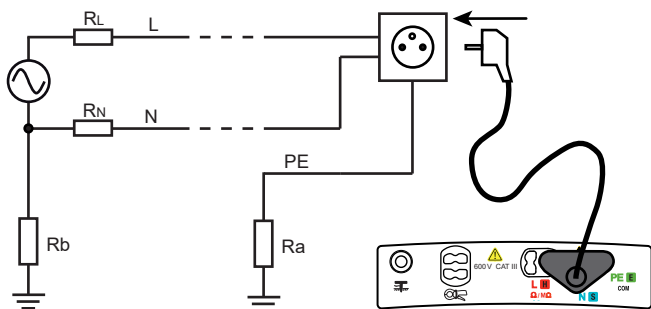 RL
L
RN
N
PE
Rb
Ra
600 V CAT III
L H
Ω/MΩ
N S
PE E
COM